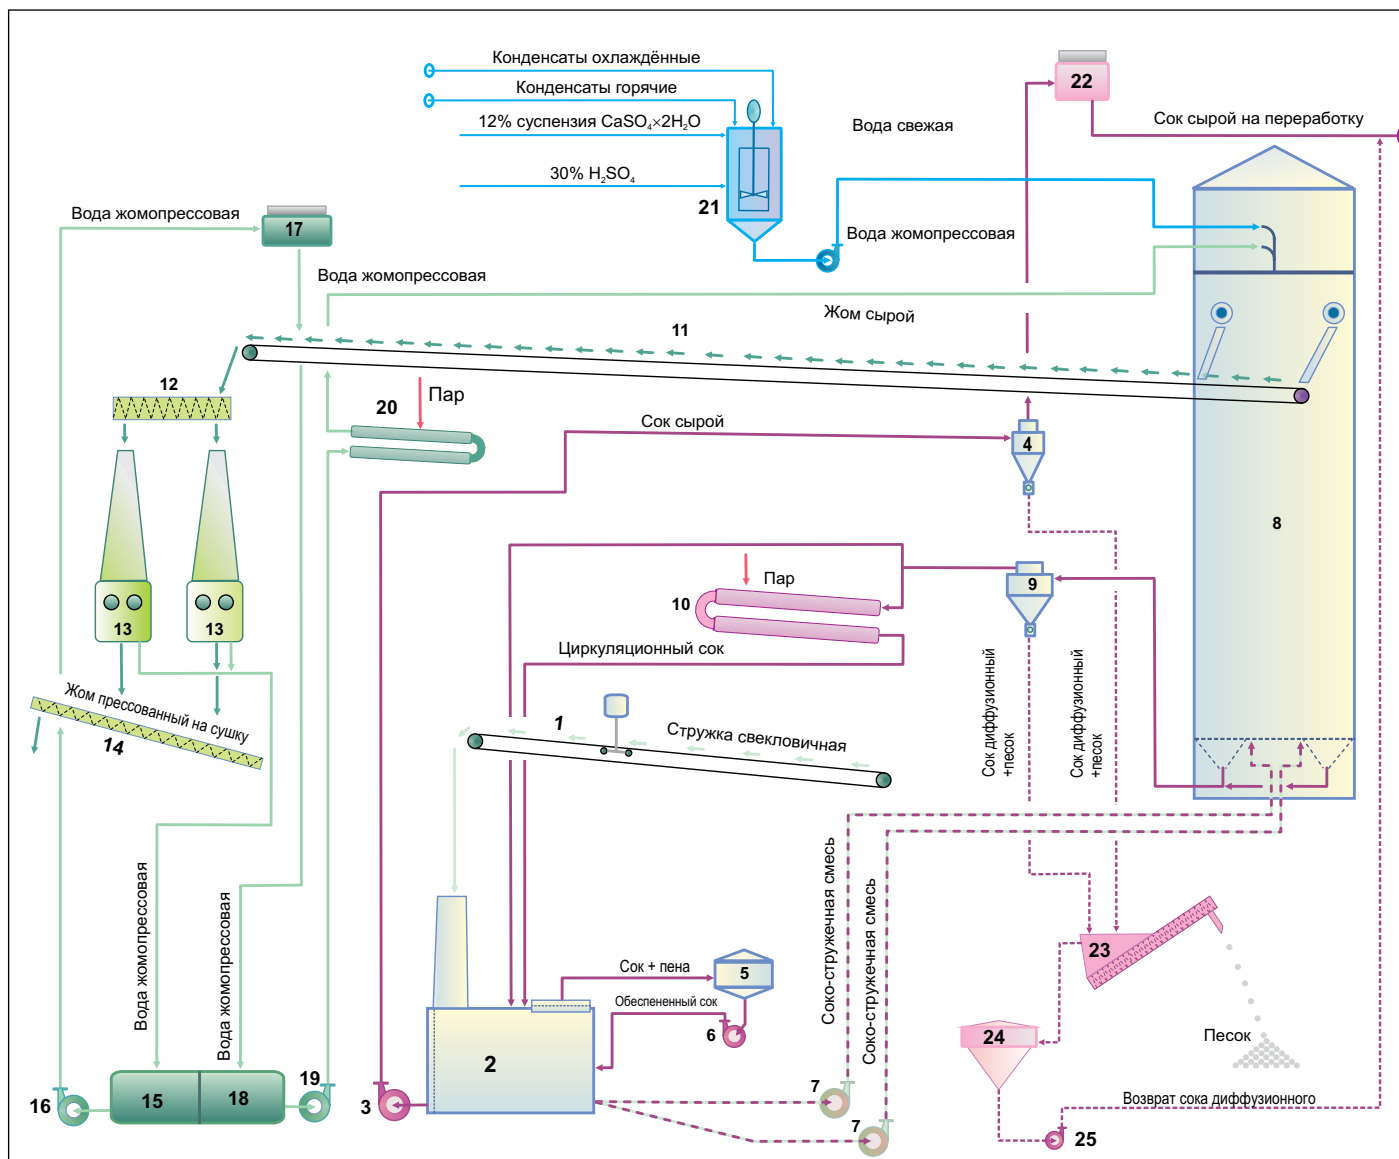 Конденсаты охлаждённые
Конденсаты горячие
12% суспензия CaSO₄×2H₂O
30% H₂SO₄
21
Вода свежая
22
Сок сырой на переработку
Вода жомопрессовая
17
Вода жомопрессовая
Вода жомопрессовая
Жом сырой
11
12
Пар
20
Сок сырой
4
8
13
13
Пар
10
9
Циркуляционный сок
Жом прессованный на сушку
14
1
Стружка свекловичная
Сок диффузионный
+песок
Сок диффузионный
+песок
Вода жомопрессовая
Вода жомопрессовая
Соко-стружечная смесь
Соко-стружечная смесь
Сок + пена
5
Обеспененный сок
6
2
23
24
Песок
16
15
18
19
3
7
7
Возврат сока диффузионного
25